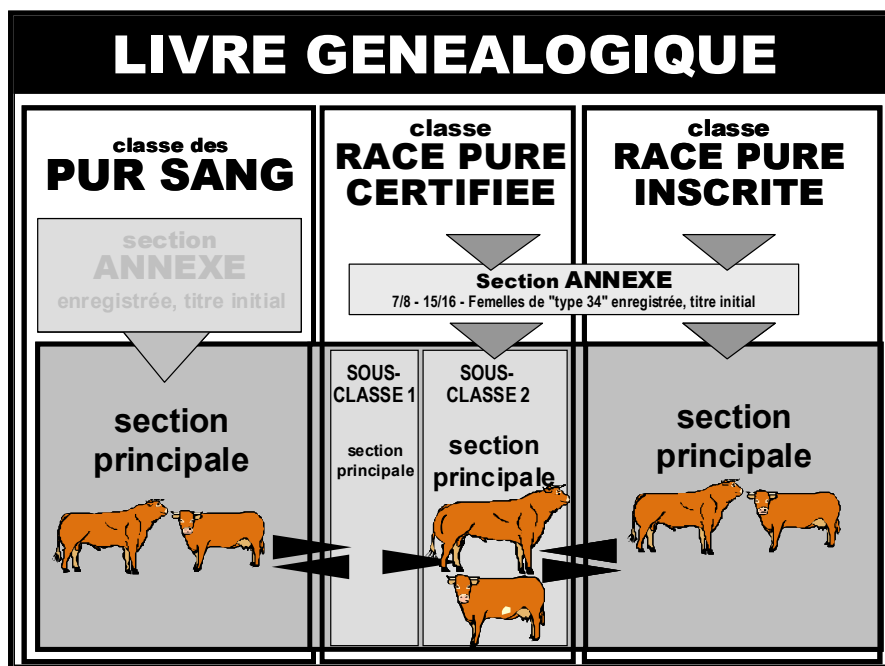 LIVRE GENEALOGIQUE
classe des
PUR SANG
section
ANNEXE
enregistrée, titre initial
section
principale
classe
RACE PURE
CERTIFIEE
classe
RACE PURE
INSCRITE
Section ANNEXE
7/8 - 15/16 - Femelles de "type 34" enregistrée, titre initial
SOUS-
CLASSE 1
section
principale
SOUS-
CLASSE 2
section
principale
section
principale